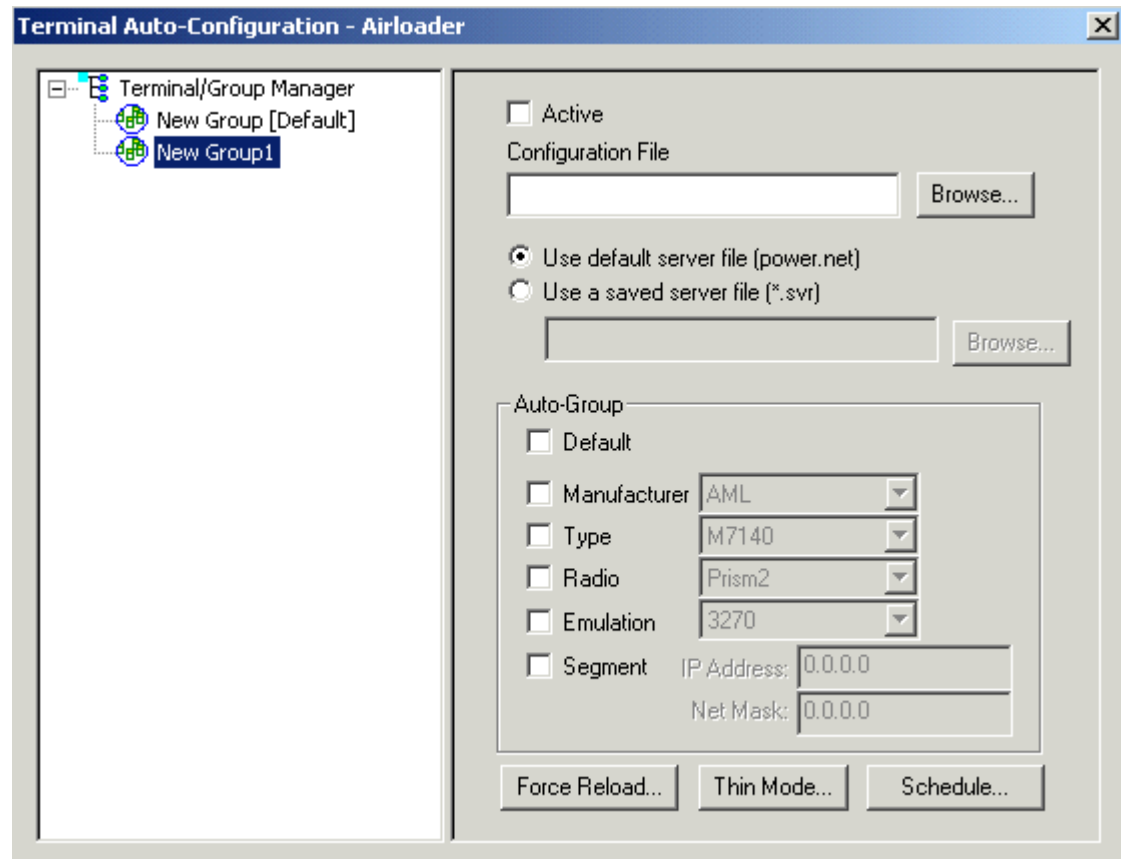 Terminal Auto-Configuration - Airloader
Terminal/Group Manager
New Group [Default]
New Group1
Active
Configuration File
Browse...
Use default server file (power.net)
Use a saved server file (*.svr)
Browse...
Auto-Group
Default
Manufacturer AML
Type M7140
Radio Prism2
Emulation 3270
Segment IP Address: 0.0.0.0
Net Mask: 0.0.0.0
Force Reload... Thin Mode... Schedule...